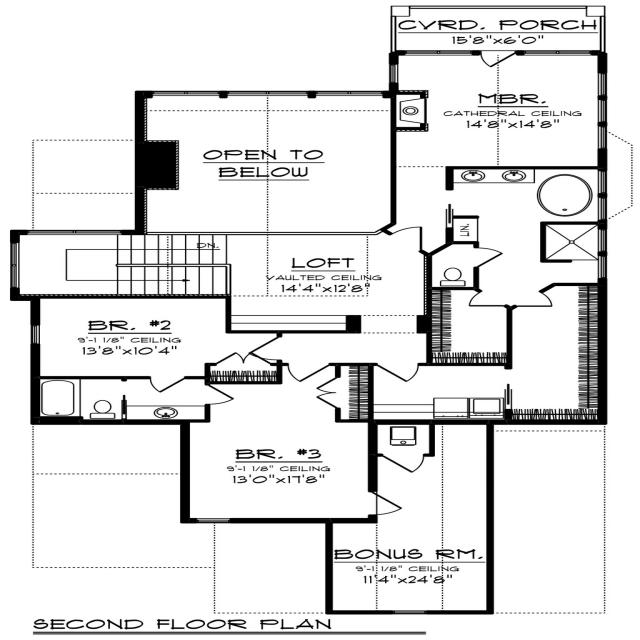 CVRD. PORCH
15'8"x6'0"
MBR.
CATHEDRAL CEILING
14'8"x14'8"
OPEN TO
BELOW
LIN.
DN.
LOFT
VAULTED CEILING
14'4"x12'8"
BR. #2
9'-1 1/8" CEILING
13'8"x10'4"
BR. #3
9'-1 1/8" CEILING
13'0"x17'8"
BONUS RM.
9'-1 1/8" CEILING
11'4"x24'8"
SECOND FLOOR PLAN